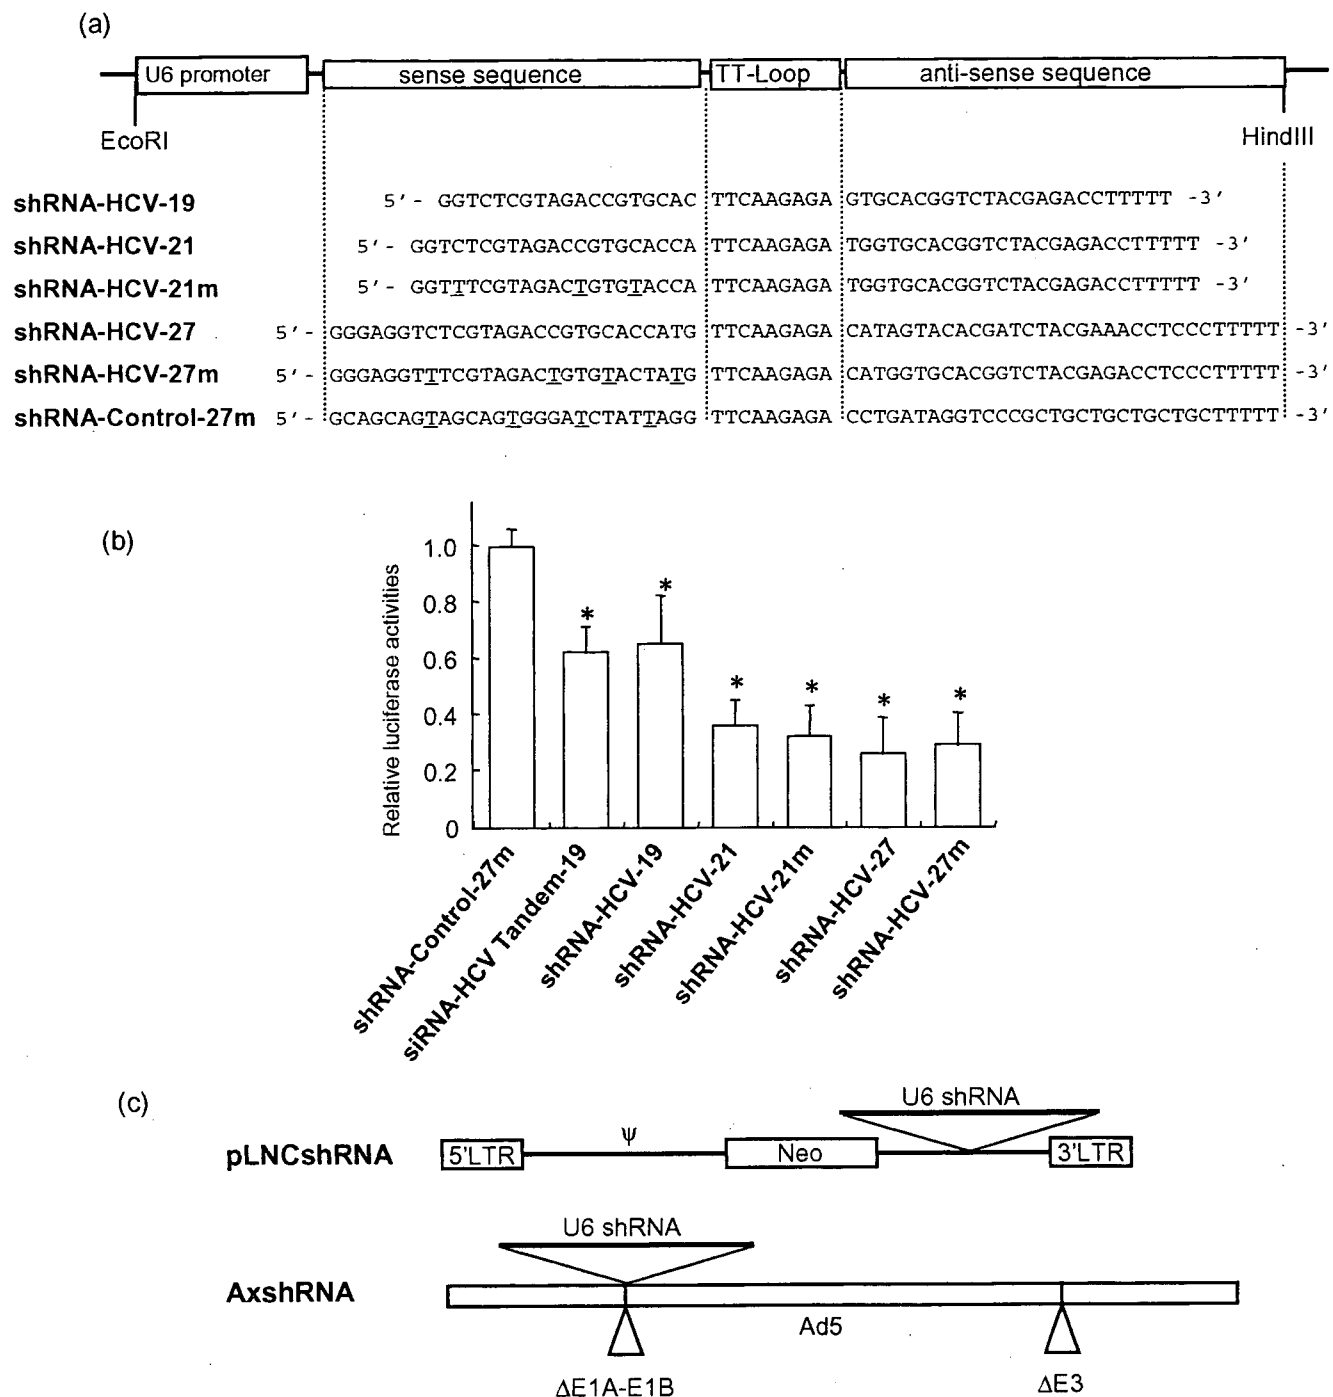 (a)
U6 promoter sense sequence TT-Loop anti-sense sequence
EcoRI HindIII
shRNA-HCV-19 5'- GGTCTCGTAGACCGTGCAC TTCAAGAGA GTGCACGGTCTACGAGACCTTTTT -3'
shRNA-HCV-21 5'- GGTCTCGTAGACCGTGCACCA TTCAAGAGA TGGTGCACGGTCTACGAGACCTTTTT -3'
shRNA-HCV-21m 5'- GGTTTCGTAGACTGTGTACCA TTCAAGAGA TGGTGCACGGTCTACGAGACCTTTTT -3'
shRNA-HCV-27 5'- GGGAGGTCTCGTAGACCGTGCACCATG TTCAAGAGA CATAGTACACGATCTACGAAACCTCCCTTTTT -3'
shRNA-HCV-27m 5'- GGGAGGTTTCGTAGACTGTGTACTATG TTCAAGAGA CATGGTGCACGGTCTACGAGACCTCCCTTTTT -3'
shRNA-Control-27m 5'- GCAGCAGTAGCAGTGGGATCTATTAGG TTCAAGAGA CCTGATAGGTCCCGCTGCTGCTGCTGCTTTTT -3'
(b)
Relative luciferase activities
1.0
0.8
0.6
0.4
0.2
0
* * * * * *
shRNA-Control-27m
siRNA-HCV Tandem-19
shRNA-HCV-19
shRNA-HCV-21
shRNA-HCV-21m
shRNA-HCV-27
shRNA-HCV-27m
(c)
U6 shRNA
pLNCshRNA 5'LTR ψ Neo 3'LTR
U6 shRNA
AxshRNA
Ad5
ΔE1A-E1B ΔE3